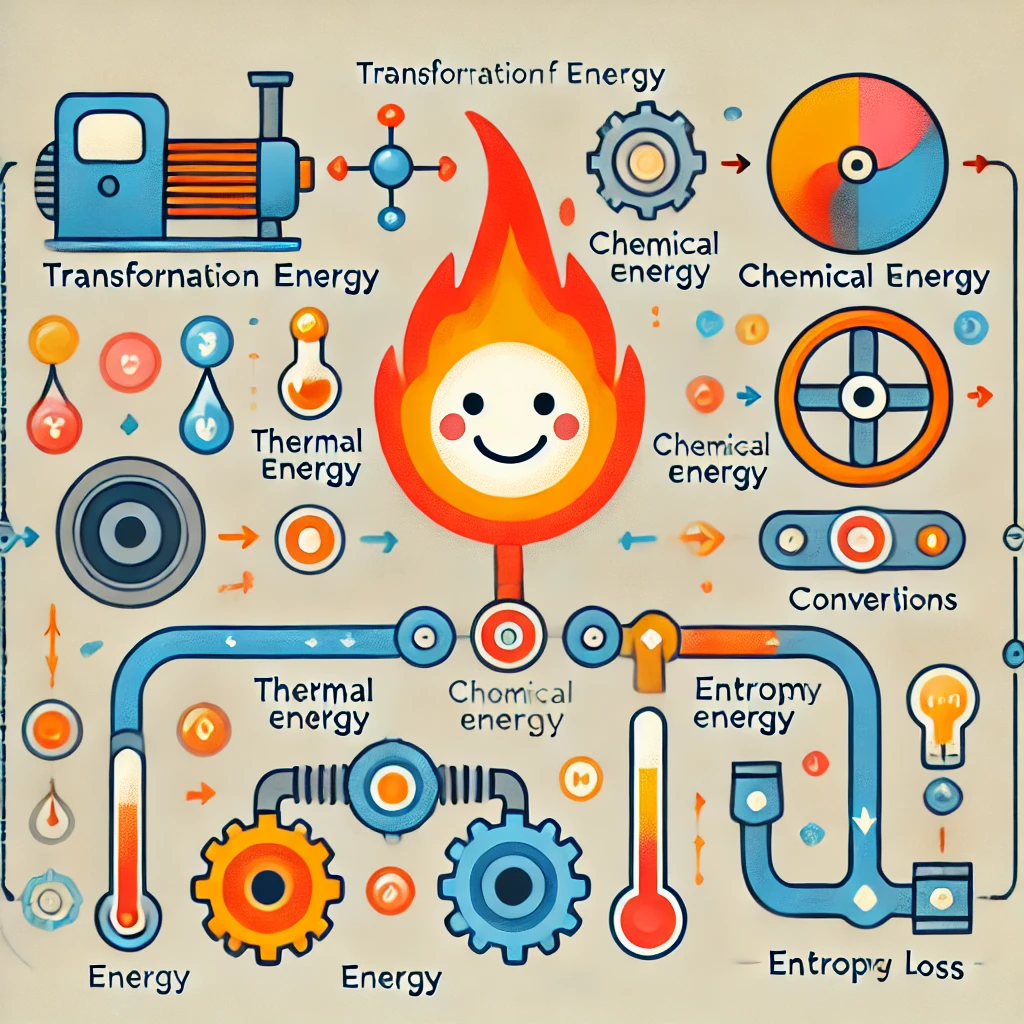 Transforrationf Energy
Transfornation Energy
Chemical
energy
Chemical Energy
Thermal
Energy
Chemical
energy
Convertions
Thermal
energy
Chomical
energy
Entropmy
energy
Energy
Energy
Entropy Loss